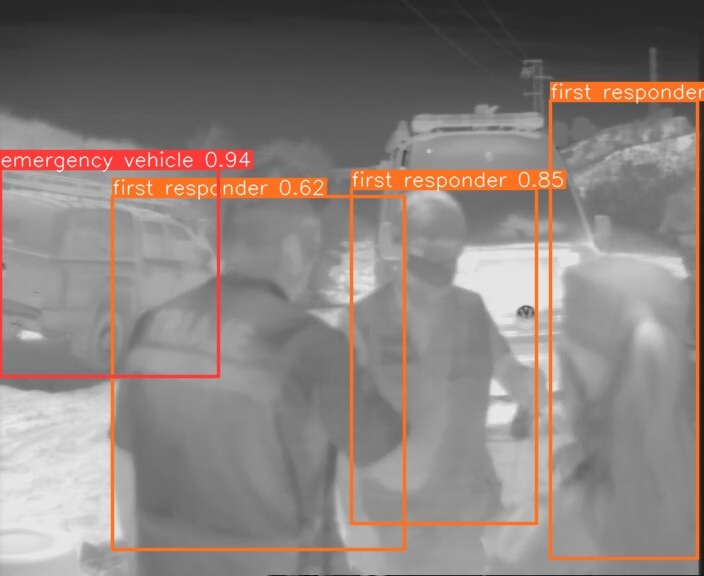 emergency vehicle 0.94
first responder 0.62
first responder 0.85
first responder